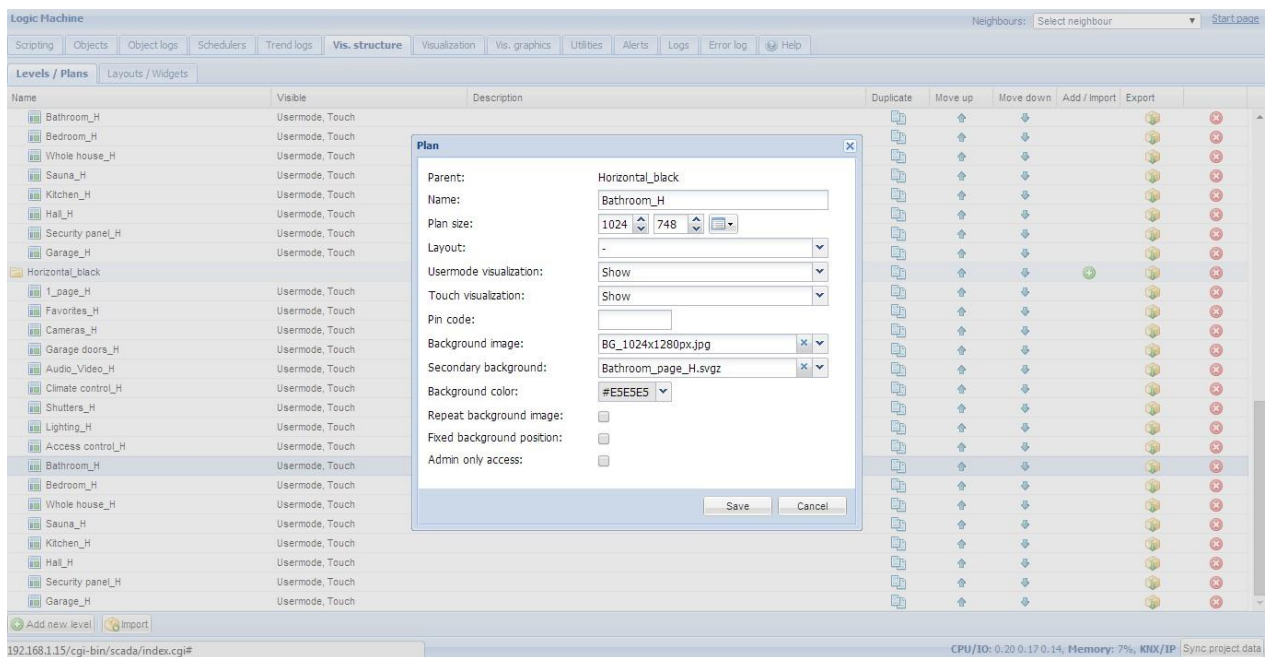 Logic Machine Neighbours: Select neighbour Start page
Scripting Objects Object logs Schedulers Trend logs Vis. structure Visualization Vis. graphics Utilities Alerts Logs Error log Help
Levels / Plans Layouts / Widgets
Name Visible Description Duplicate Move up Move down Add / Import Export
Bathroom_H Usermode, Touch
Bedroom_H Usermode, Touch
Whole house_H Usermode, Touch
Sauna_H Usermode, Touch
Kitchen_H Usermode, Touch
Hall_H Usermode, Touch
Security panel_H Usermode, Touch
Garage_H Usermode, Touch
Horizontal_black
1_page_H Usermode, Touch
Favorites_H Usermode, Touch
Cameras_H Usermode, Touch
Garage doors_H Usermode, Touch
Audio_Video_H Usermode, Touch
Climate control_H Usermode, Touch
Shutters_H Usermode, Touch
Lighting_H Usermode, Touch
Access control_H Usermode, Touch
Bathroom_H Usermode, Touch
Bedroom_H Usermode, Touch
Whole house_H Usermode, Touch
Sauna_H Usermode, Touch
Kitchen_H Usermode, Touch
Hall_H Usermode, Touch
Security panel_H Usermode, Touch
Garage_H Usermode, Touch
Plan
Parent: Horizontal_black
Name: Bathroom_H
Plan size: 1024 748
Layout: -
Usermode visualization: Show
Touch visualization: Show
Pin code:
Background image: BG_1024x1280px.jpg
Secondary background: Bathroom_page_H.svgz
Background color: #E5E5E5
Repeat background image:
Fixed background position:
Admin only access:
Save Cancel
Add new level Import
192.168.1.15/cgi-bin/scada/index.cgi# CPU/IO: 0.20 0.17 0.14, Memory: 7%, KNX/IP Sync project data